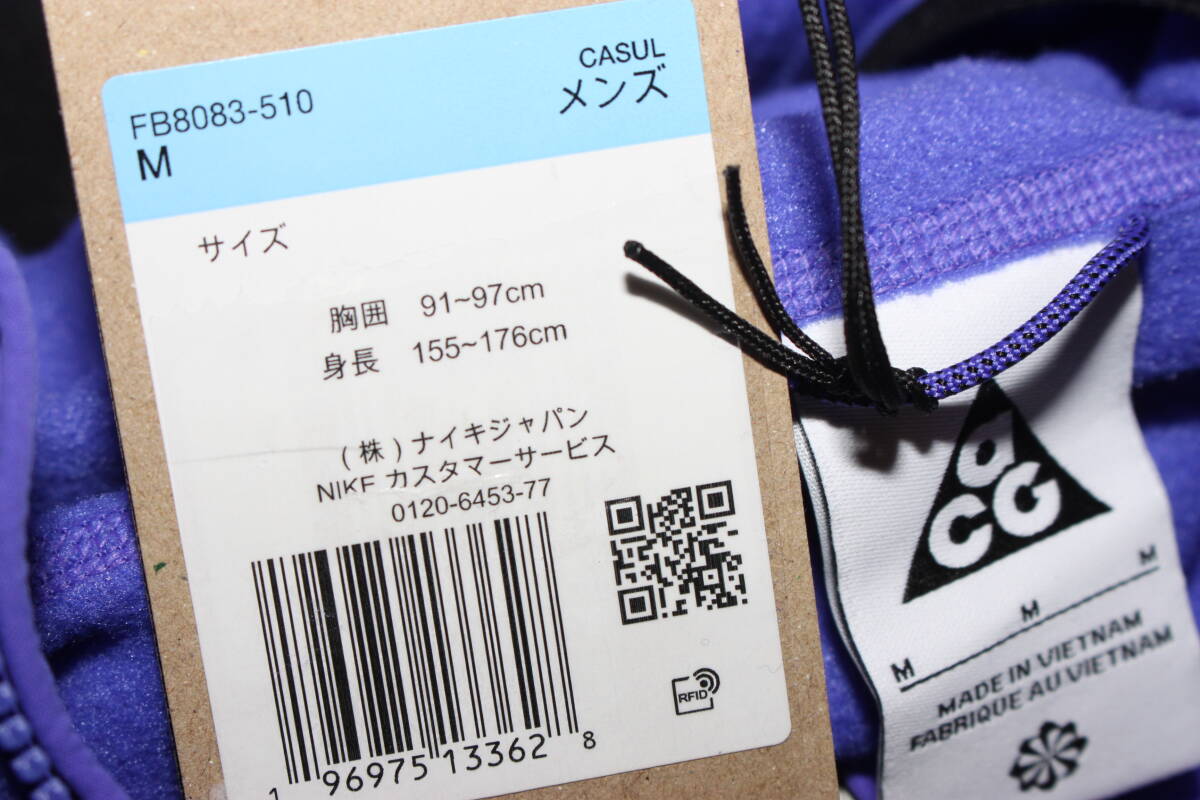 FB8083-510
M
CASUL
メンズ
サイズ
胸囲 91~97cm
身長 155~176cm
(株)ナイキジャパン
NIKE カスタマーサービス
0120-6453-77
1 96975 13362 8
RFID
aCG
M M M
MADE IN VIETNAM
FABRIQUE AU VIETNAM